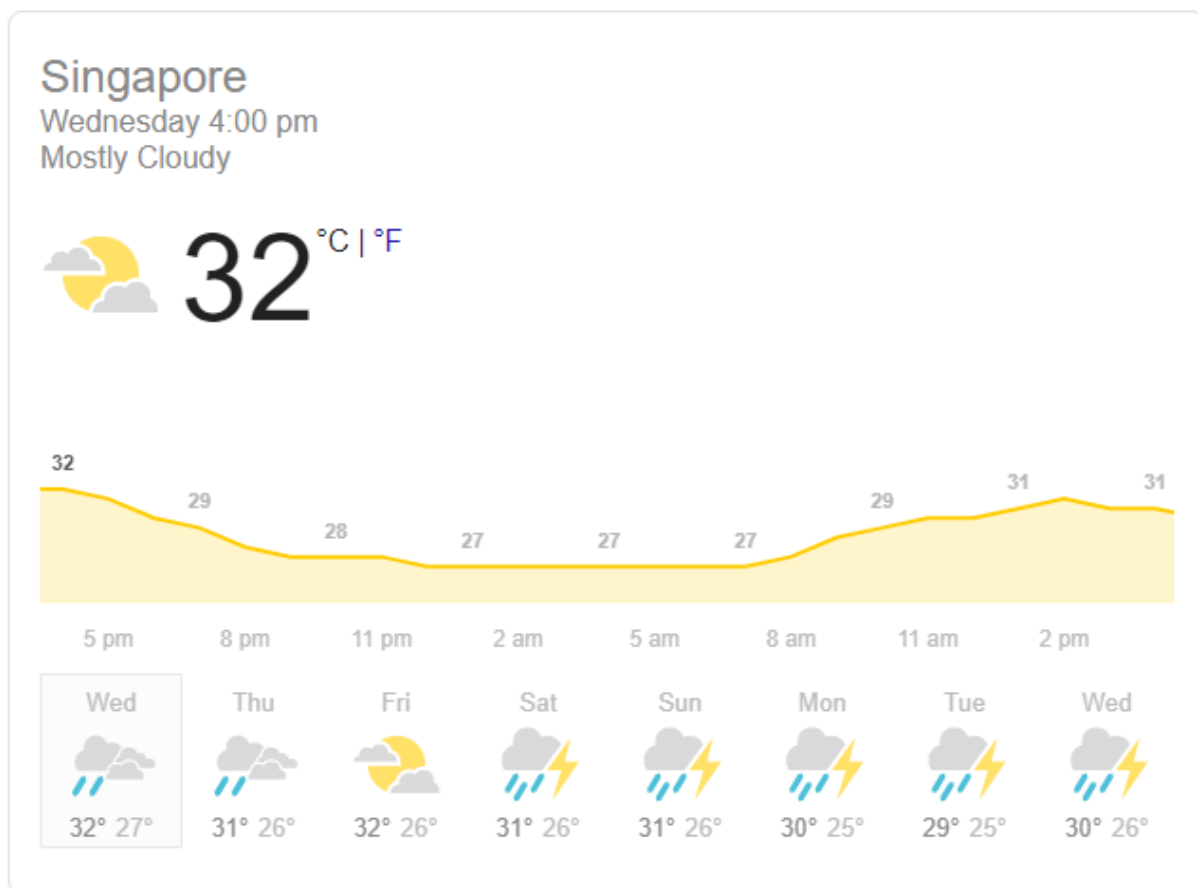 Singapore
Wednesday 4:00 pm
Mostly Cloudy
32 °C | °F
32 29 28 27 27 27 29 31 31
5 pm 8 pm 11 pm 2 am 5 am 8 am 11 am 2 pm
Wed Thu Fri Sat Sun Mon Tue Wed
32° 27° 31° 26° 32° 26° 31° 26° 31° 26° 30° 25° 29° 25° 30° 26°